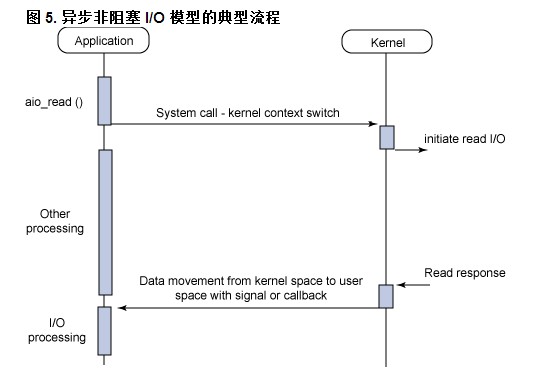 图 5. 异步非阻塞 I/O 模型的典型流程
Application
Kernel
aio_read ()
System call - kernel context switch
initiate read I/O
Other
processing
Data movement from kernel space to user
space with signal or callback
Read response
I/O
processing